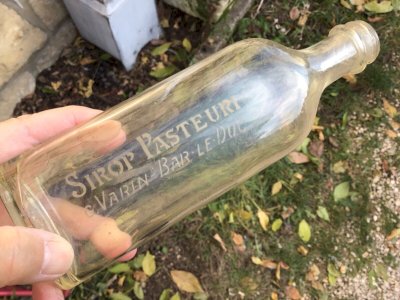 SIROP PASTEUR
VARIN-BAR-LE-DUC